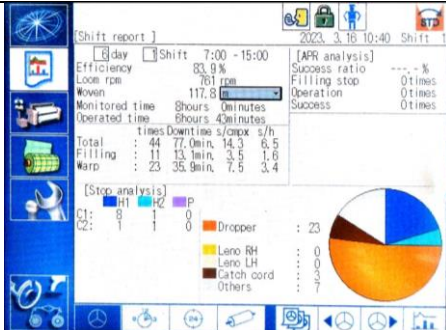 STD
[Shift report ]
2023. 3.16 10:40 Shift 1
6 day 1 Shift 7:00 - 15:00
Efficiency 83.9 %
Loom rpm 761 rpm
Woven 117.8 m
Monitored time 8hours 0minutes
Operated time 6hours 43minutes
times Downtime s/cmpx s/h
Total : 44 77.0min. 14.3 6.5
Filling : 11 13.1min. 3.5 1.6
Warp : 23 35.9min. 7.5 3.4
[APR analysis]
Success ratio ---.- %
Filling stop 0times
Operation 0times
Success 0times
[Stop analysis]
H1 H2 P
C1: 8 1 0
C2: 1 1 0
Dropper : 23
Leno RH : 0
Leno LH : 0
Catch cord : 3
Others : 7